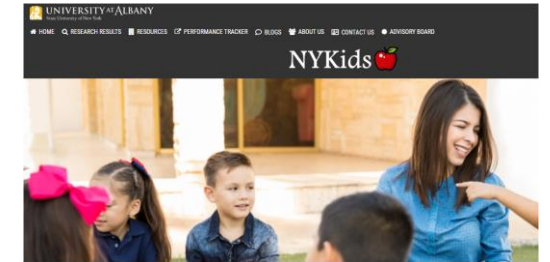 UNIVERSITY AT ALBANY
State University of New York
HOME RESEARCH RESULTS RESOURCES PERFORMANCE TRACKER BLOGS ABOUT US CONTACT US ADVISORY BOARD
NYKids